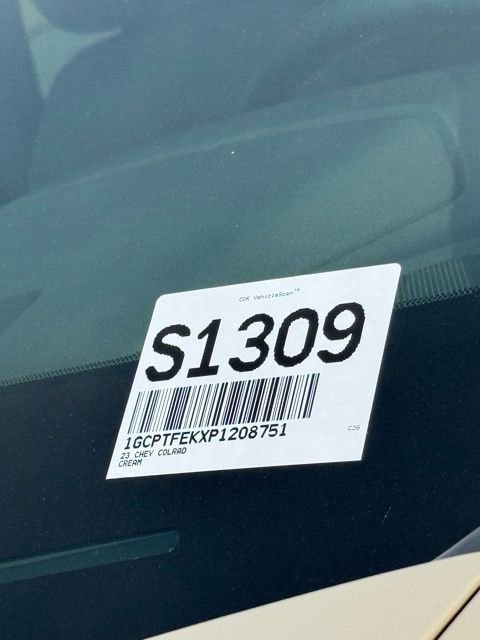 CDK VehicleScan™
S1309
1GCPTFEKXP1208751
23 CHEV COLRAD
CREAM
C26